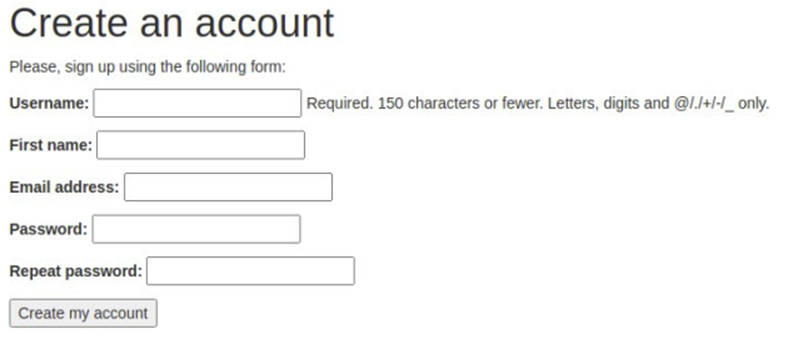 Create an account
Please, sign up using the following form:
Username: Required. 150 characters or fewer. Letters, digits and @/./+/-/_ only.
First name:
Email address:
Password:
Repeat password:
Create my account